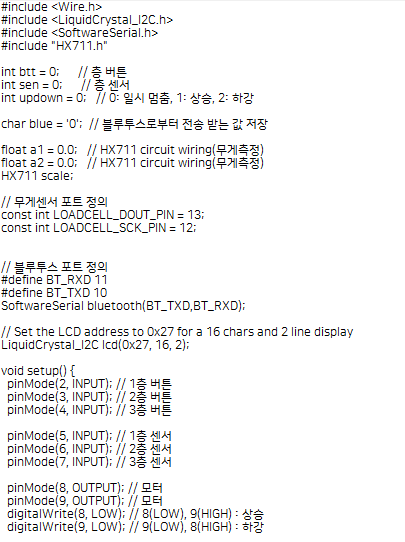 #include <Wire.h>
#include <LiquidCrystal_I2C.h>
#include <SoftwareSerial.h>
#include "HX711.h"
int btt = 0; // 층 버튼
int sen = 0; // 층 센서
int updown = 0; // 0: 일시 멈춤, 1: 상승, 2: 하강
char blue = '0'; // 블루투스로부터 전송 받는 값 저장
float a1 = 0.0; // HX711 circuit wiring(무게측정)
float a2 = 0.0; // HX711 circuit wiring(무게측정)
HX711 scale;
// 무게센서 포트 정의
const int LOADCELL_DOUT_PIN = 13;
const int LOADCELL_SCK_PIN = 12;
// 블루투스 포트 정의
#define BT_RXD 11
#define BT_TXD 10
SoftwareSerial bluetooth(BT_TXD,BT_RXD);
// Set the LCD address to 0x27 for a 16 chars and 2 line display
LiquidCrystal_I2C lcd(0x27, 16, 2);
void setup() {
pinMode(2, INPUT); // 1층 버튼
pinMode(3, INPUT); // 2층 버튼
pinMode(4, INPUT); // 3층 버튼
pinMode(5, INPUT); // 1층 센서
pinMode(6, INPUT); // 2층 센서
pinMode(7, INPUT); // 3층 센서
pinMode(8, OUTPUT); // 모터
pinMode(9, OUTPUT); // 모터
digitalWrite(8, LOW); // 8(LOW), 9(HIGH) : 상승
digitalWrite(9, LOW); // 9(LOW), 8(HIGH) : 하강